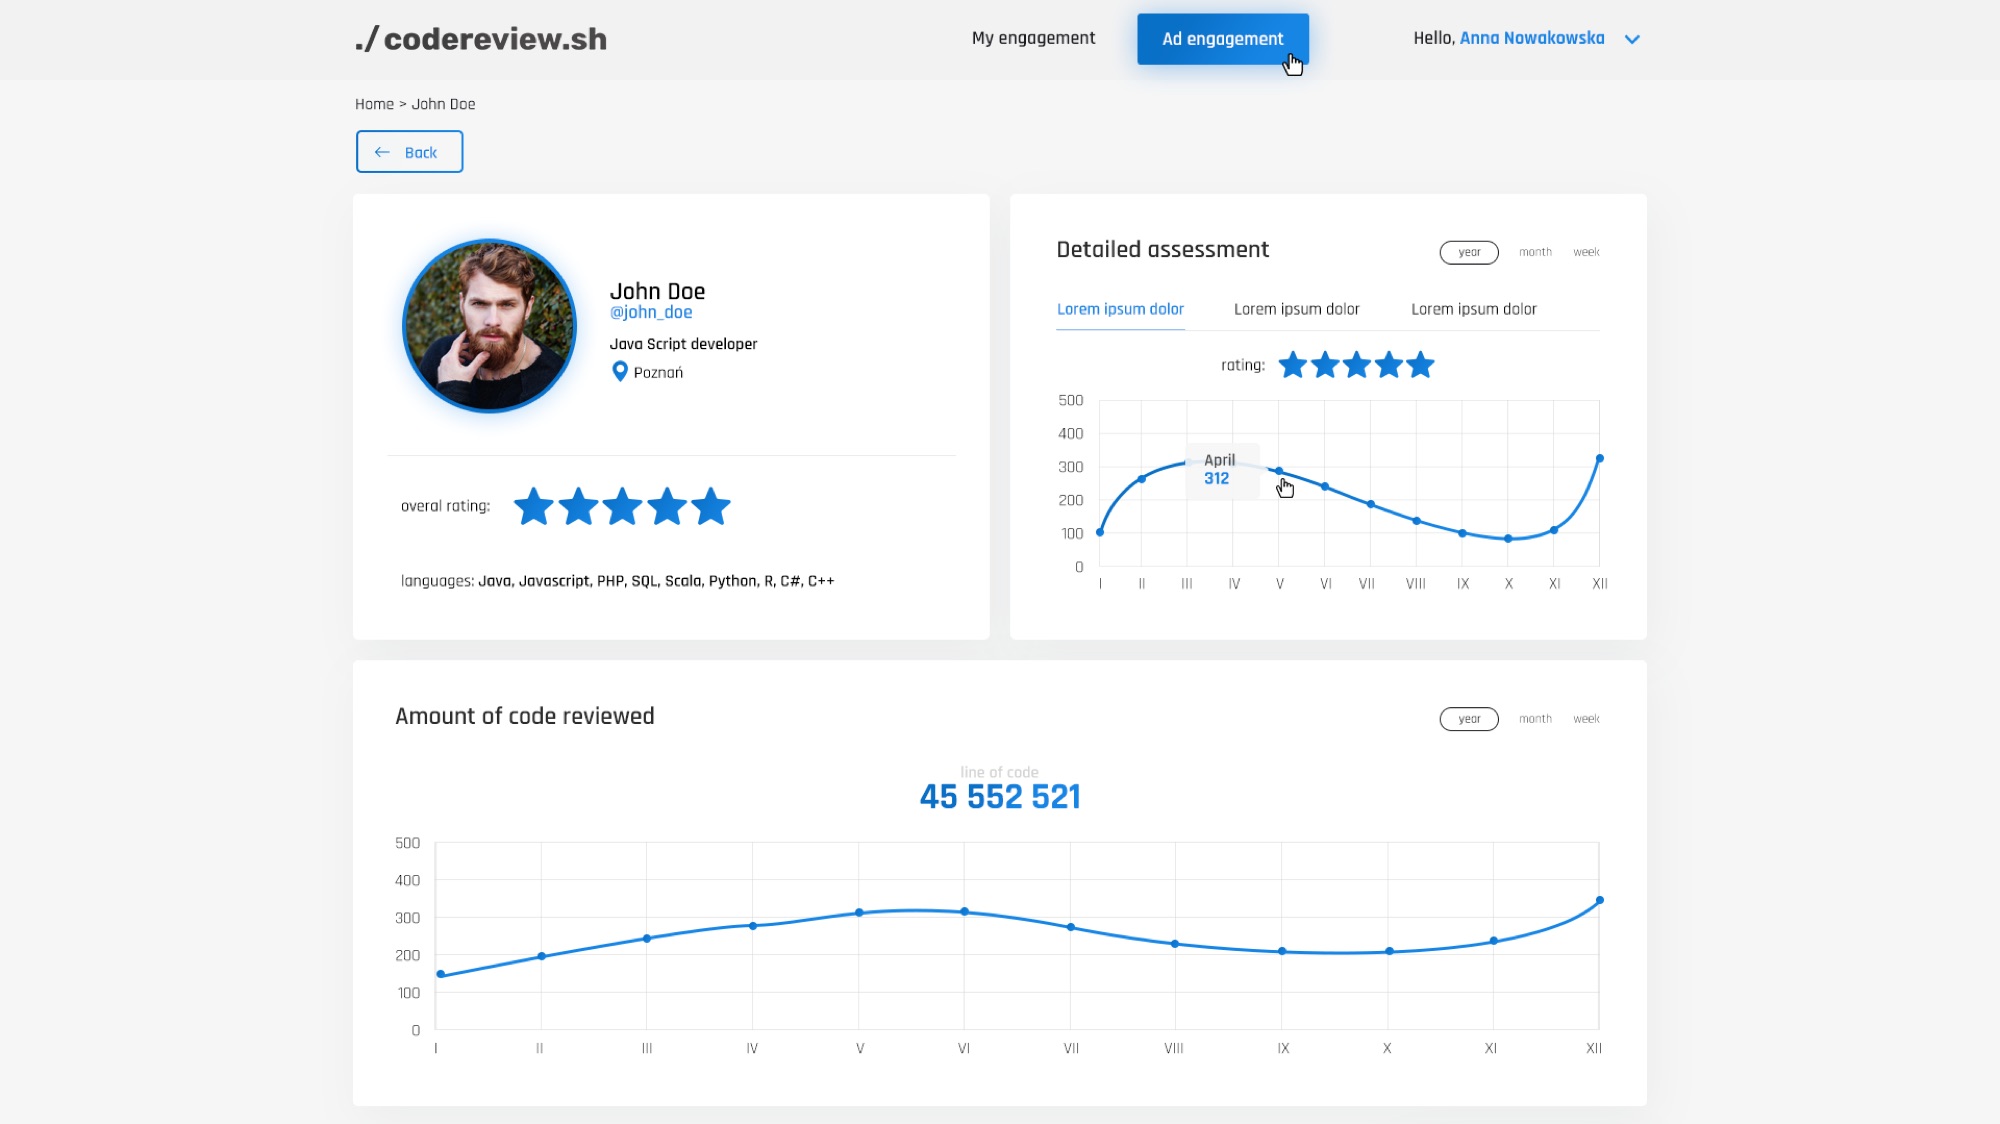 ./codereview.sh
My engagement
Ad engagement
Hello, Anna Nowakowska
Home > John Doe
Back
John Doe
@john_doe
Java Script developer
Poznań
overal rating:
languages: Java, Javascript, PHP, SQL, Scala, Python, R, C#, C++
Detailed assessment
year month week
Lorem ipsum dolor
Lorem ipsum dolor
Lorem ipsum dolor
rating:
500
400
300
200
100
0
April
312
I II III IV V VI VII VIII IX X XI XII
Amount of code reviewed
year month week
line of code
45 552 521
500
400
300
200
100
0
I II III IV V VI VII VIII IX X XI XII